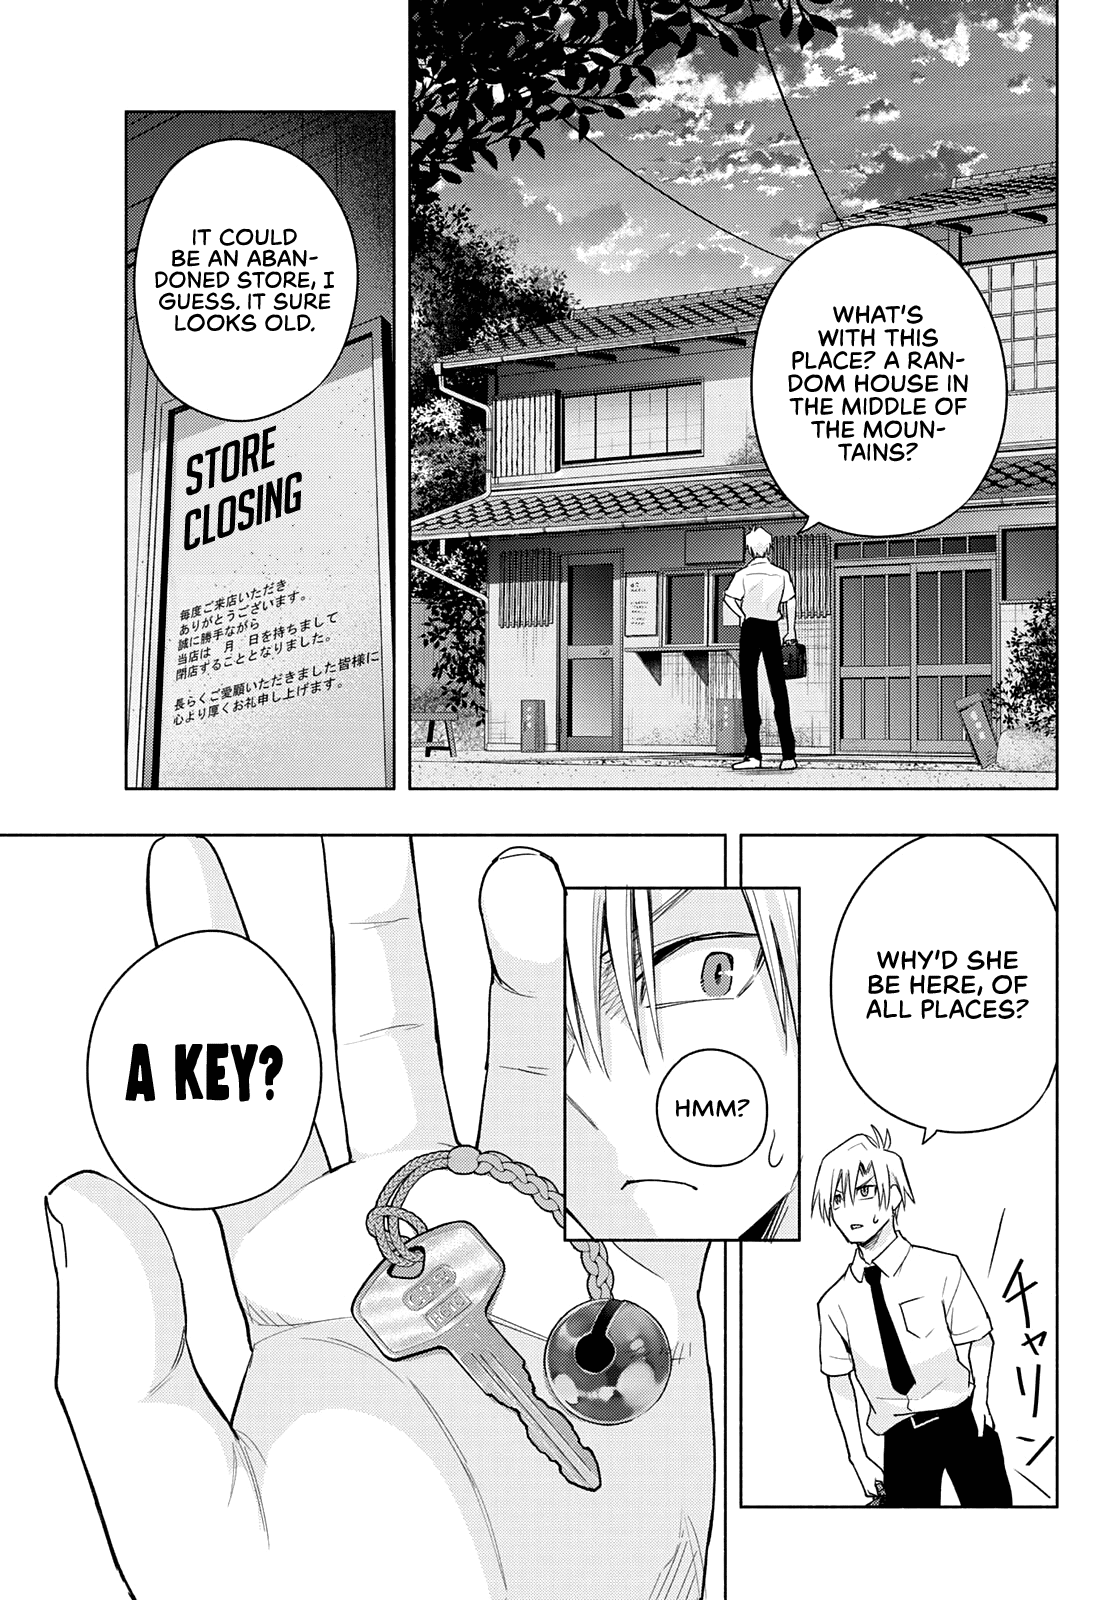 WHAT'S
WITH THIS
PLACE? A RAN-
DOM HOUSE IN
THE MIDDLE OF
THE MOUN-
TAINS?
IT COULD
BE AN ABAN-
DONED STORE, I
GUESS. IT SURE
LOOKS OLD.
STORE
CLOSING
毎度ご来店いただき
ありがとうございます。
誠に勝手ながら
当店は 月 日を持ちまして
閉店することとなりました。
長らくご愛願いただきました皆様に
心より厚くお礼申し上げます。
WHY'D SHE
BE HERE, OF
ALL PLACES?
チャリン
HMM?
A KEY?